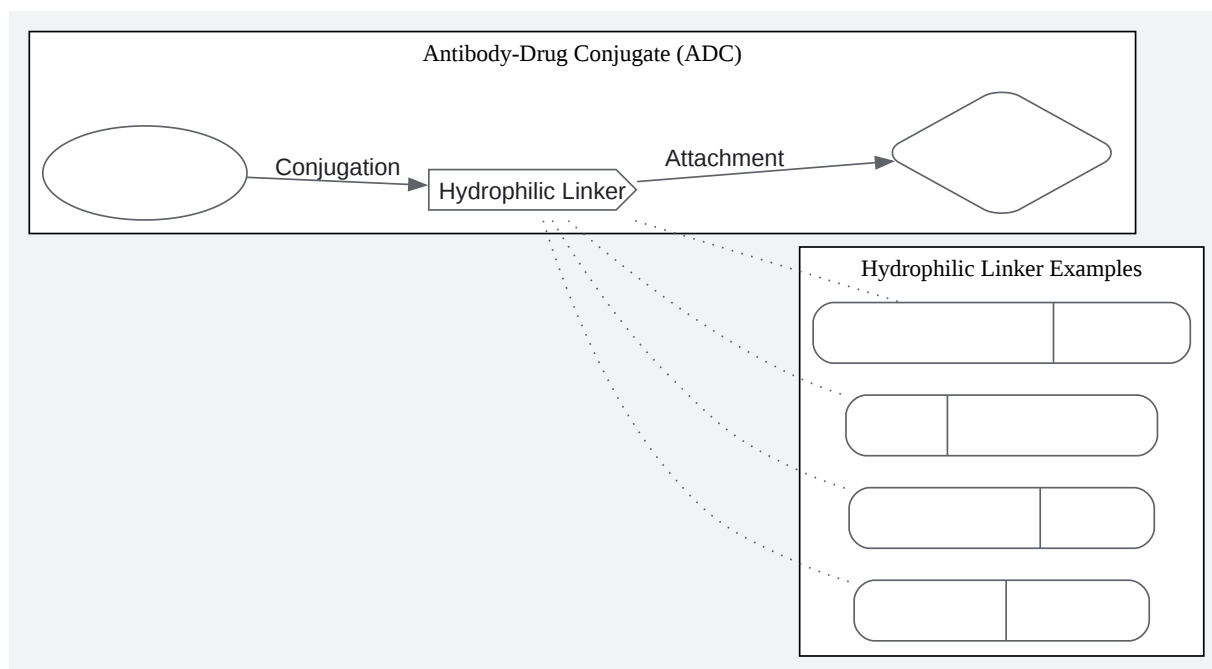 Antibody-Drug Conjugate (ADC)
Conjugation
Hydrophilic Linker
Attachment
Hydrophilic Linker Examples